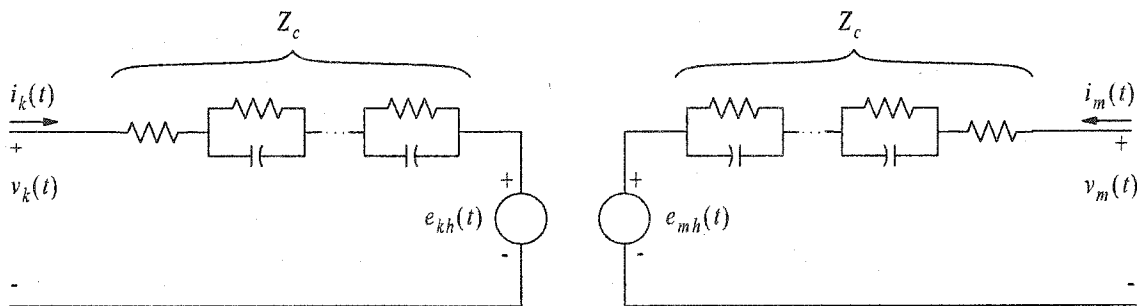 Z_c Z_c
i_k(t) i_m(t)
+ +
v_k(t) + + v_m(t)
e_kh(t) e_mh(t)
- -
- -